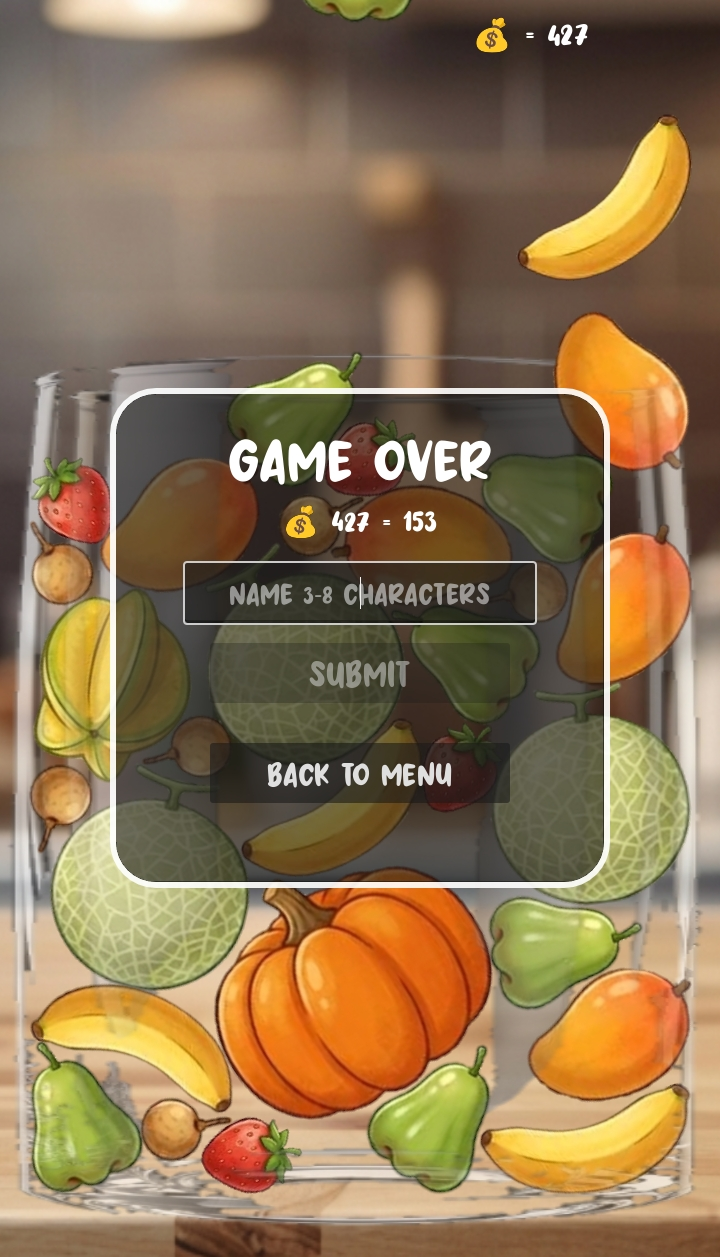 💰 = 427
GAME OVER
💰 427 = 153
NAME 3-8 CHARACTERS
SUBMIT
BACK TO MENU